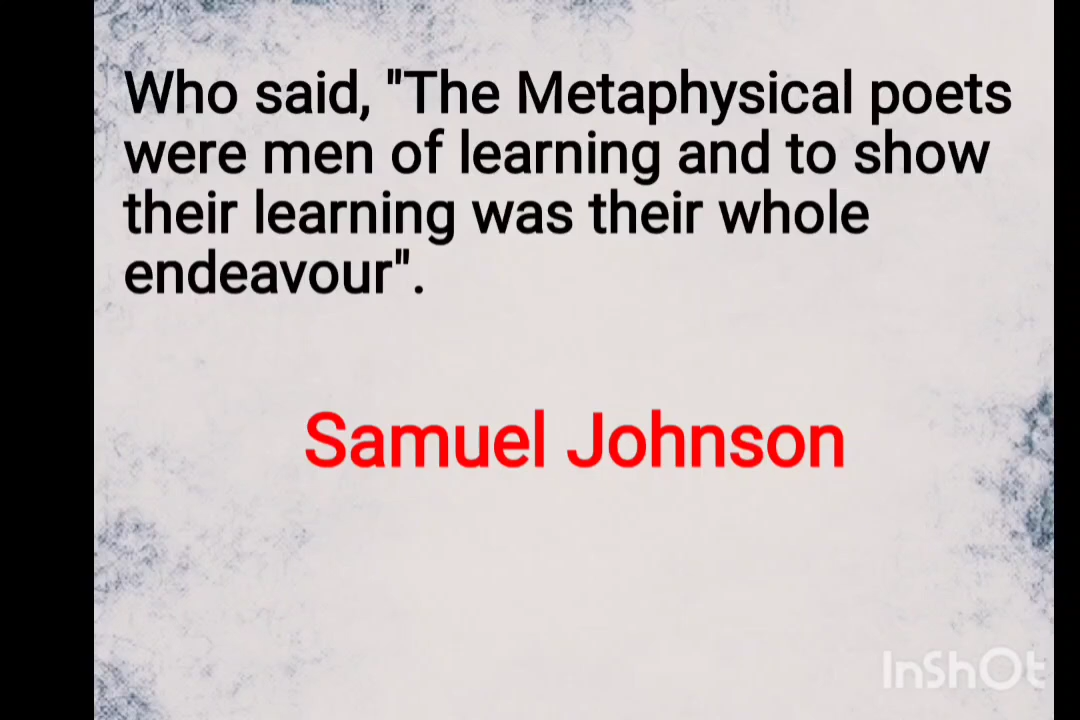 Who said, "The Metaphysical poets
were men of learning and to show
their learning was their whole
endeavour".
Samuel Johnson
InShOt